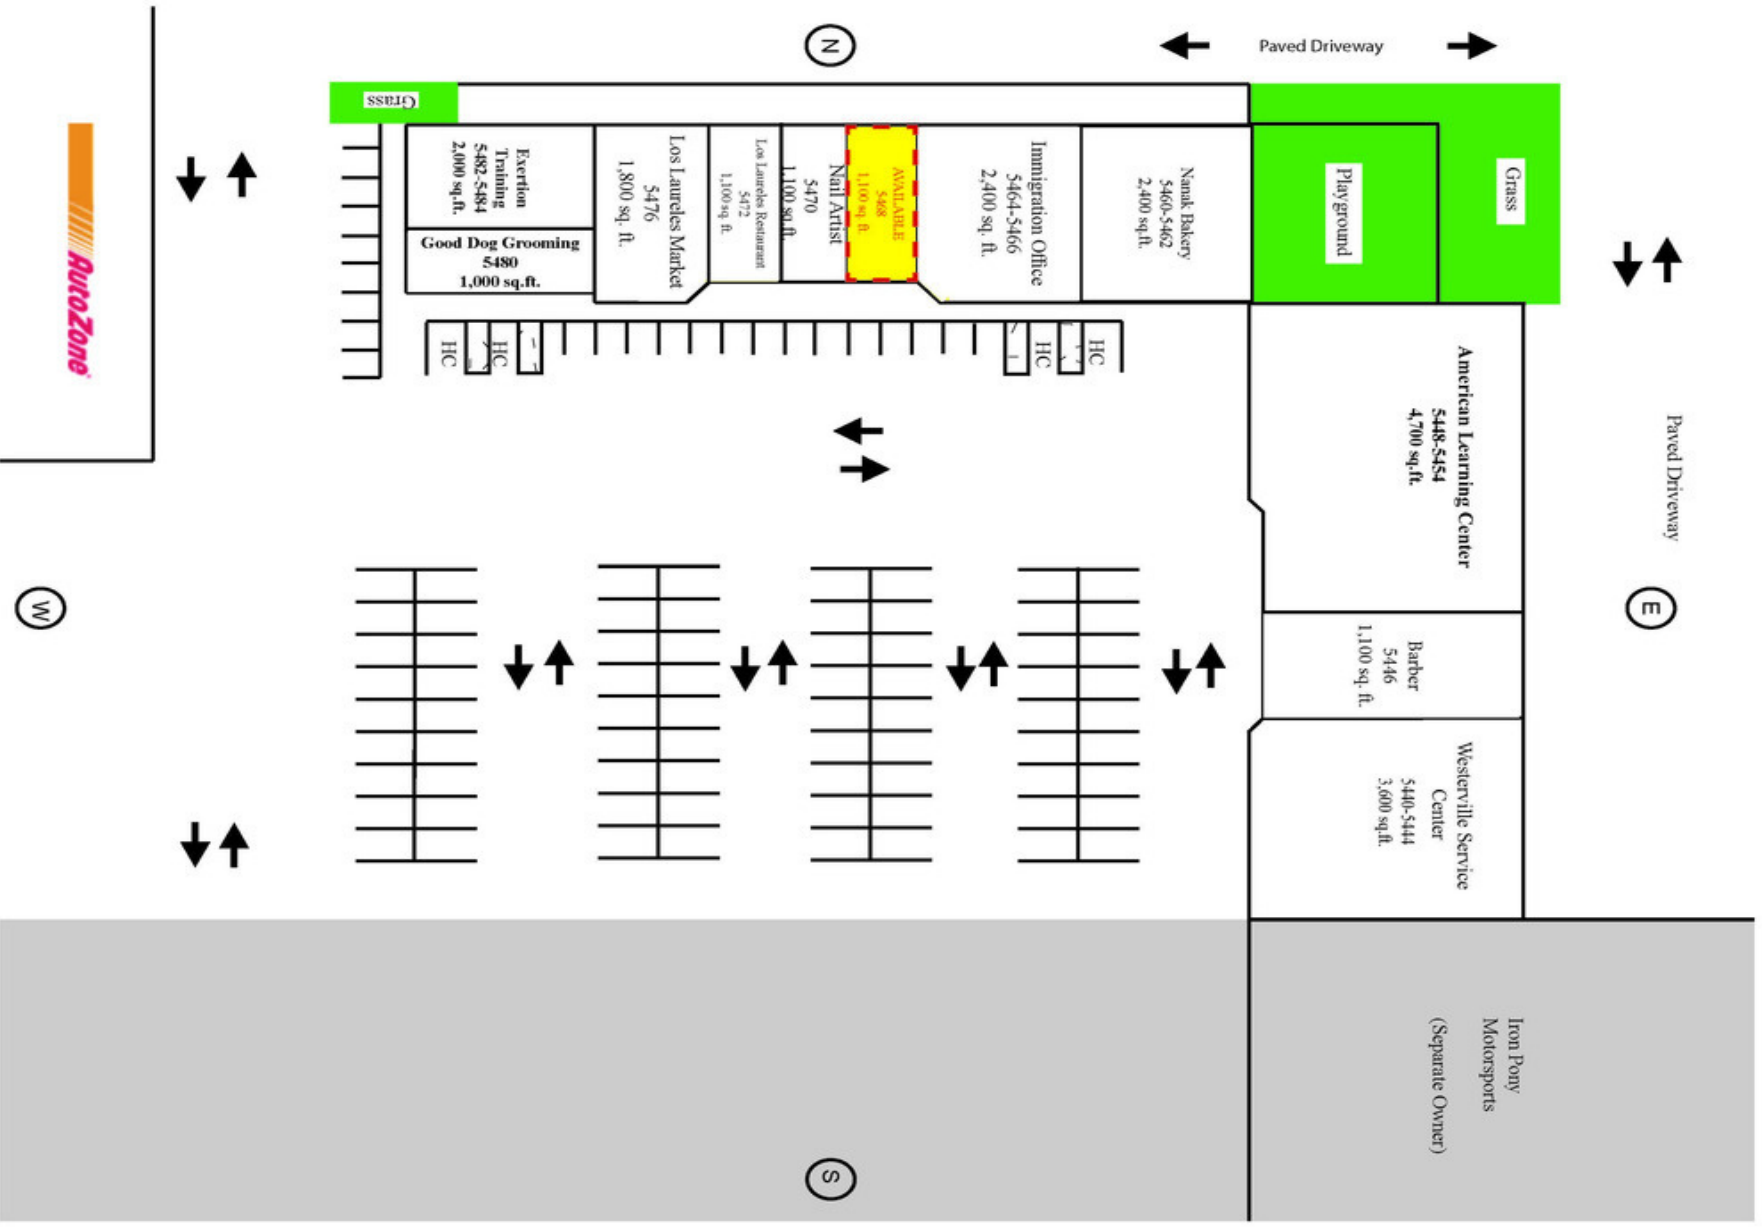 N
Paved Driveway
Grass
Exertion
Training
5482-5484
2,000 sq.ft.
Good Dog Grooming
5480
1,000 sq.ft.
Los Laureles Market
5476
1,800 sq. ft.
Los Laureles Restaurant
5472
1,100 sq. ft.
Nail Artist
5470
1,100 sq.ft.
AVAILABLE
5468
1,100 sq. ft.
Immigration Office
5464-5466
2,400 sq. ft.
Nanak Bakery
5460-5462
2,400 sq.ft.
Playground
Grass
AutoZone
HC
HC
HC
HC
American Learning Center
5448-5454
4,700 sq.ft.
Paved Driveway
W
E
Barber
5446
1,100 sq. ft.
Westerville Service
Center
5440-5444
3,600 sq.ft.
Iron Pony
Motorsports
(Separate Owner)
S